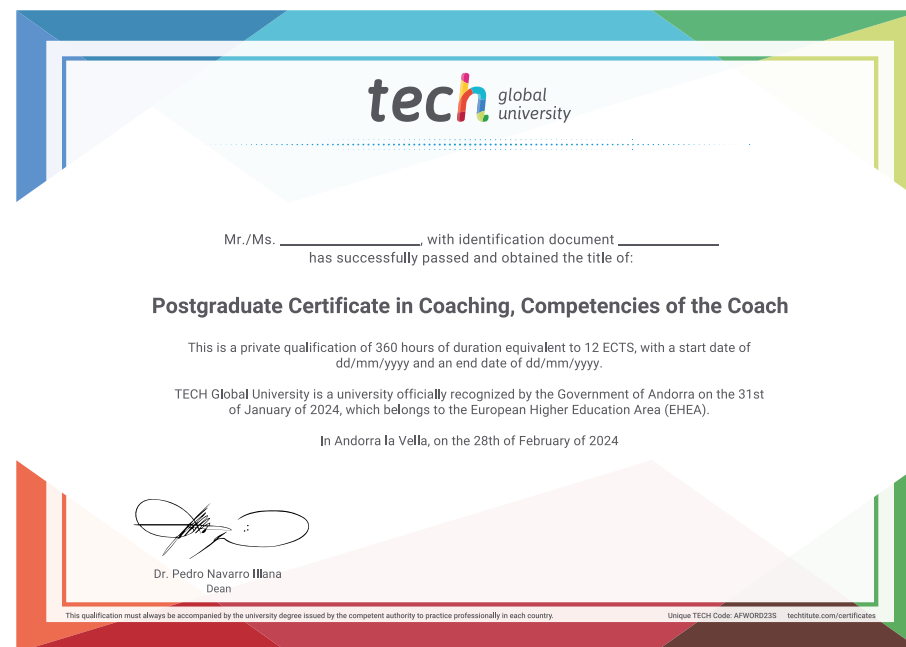 tech global
university
Mr./Ms. ____________________, with identification document ______________
has successfully passed and obtained the title of:
Postgraduate Certificate in Coaching, Competencies of the Coach
This is a private qualification of 360 hours of duration equivalent to 12 ECTS, with a start date of
dd/mm/yyyy and an end date of dd/mm/yyyy.
TECH Global University is a university officially recognized by the Government of Andorra on the 31st
of January of 2024, which belongs to the European Higher Education Area (EHEA).
In Andorra la Vella, on the 28th of February of 2024
Dr. Pedro Navarro Illana
Dean
This qualification must always be accompanied by the university degree issued by the competent authority to practice professionally in each country.
Unique TECH Code: AFWORD23S techtitute.com/certificates